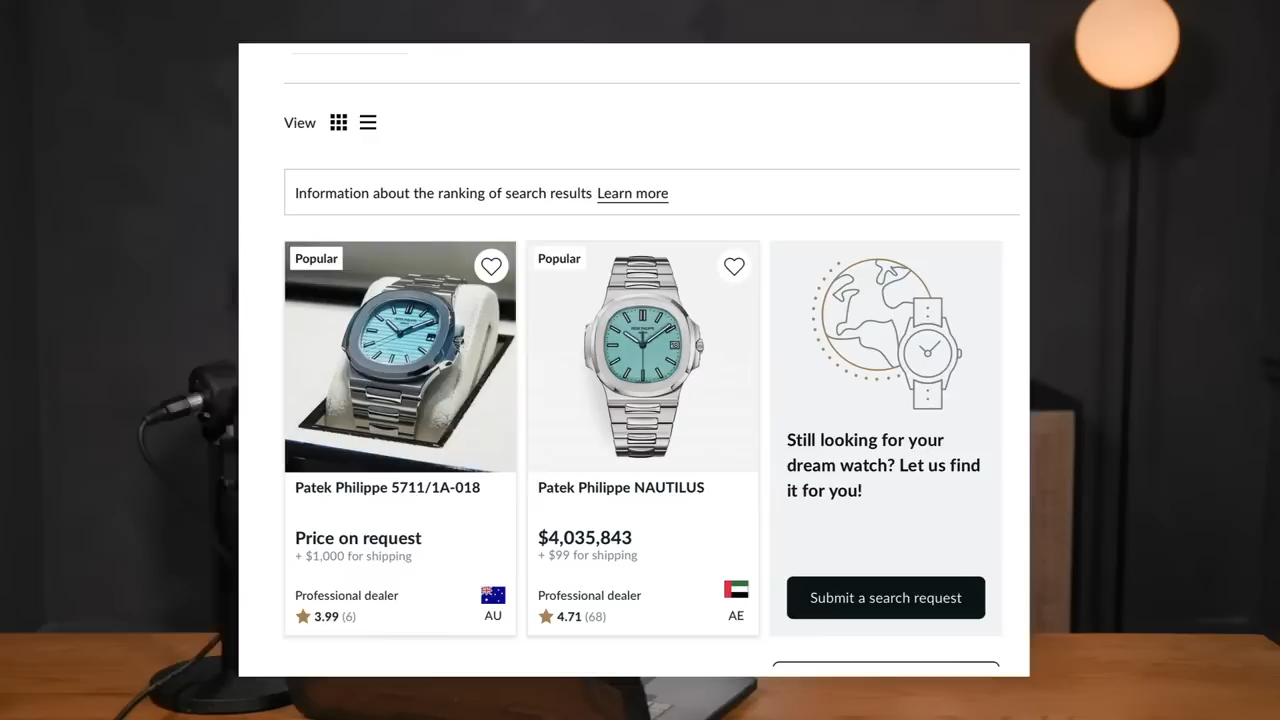 View
Information about the ranking of search results Learn more
Popular
Popular
PATEK PHILIPPE
Patek Philippe 5711/1A-018
Price on request
+ $1,000 for shipping
Professional dealer
3.99 (6)
AU
Patek Philippe NAUTILUS
$4,035,843
+ $99 for shipping
Professional dealer
4.71 (68)
AE
Still looking for your
dream watch? Let us find
it for you!
Submit a search request